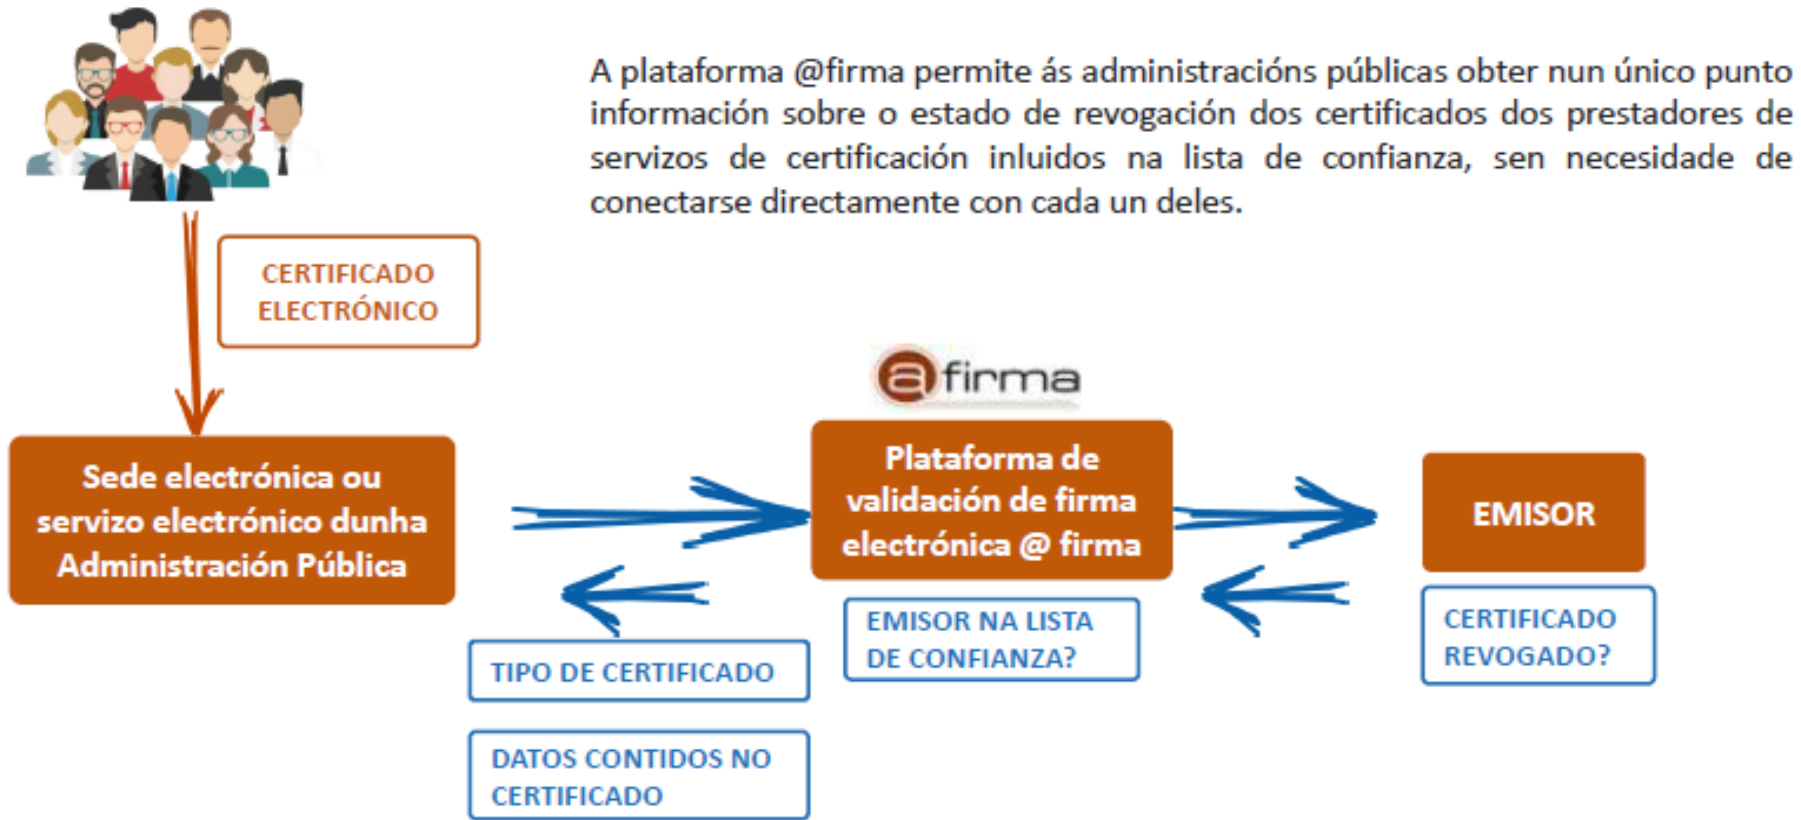 A plataforma @firma permite ás administracións públicas obter nun único punto
información sobre o estado de revogación dos certificados dos prestadores de
servizos de certificación inluidos na lista de confianza, sen necesidade de
conectarse directamente con cada un deles.
CERTIFICADO
ELECTRÓNICO
@firma
Sede electrónica ou
servizo electrónico dunha
Administración Pública
Plataforma de
validación de firma
electrónica @ firma
EMISOR
EMISOR NA LISTA
DE CONFIANZA?
CERTIFICADO
REVOGADO?
TIPO DE CERTIFICADO
DATOS CONTIDOS NO
CERTIFICADO